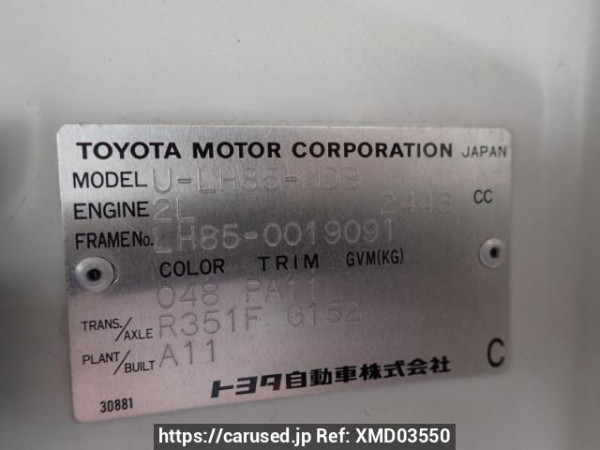 TOYOTA MOTOR CORPORATION JAPAN
MODEL U-LH85-MDB
ENGINE 2L 2446 CC
FRAME No. LH85-0019091
COLOR TRIM GVM(KG)
048 PA11
TRANS./AXLE R351F G152
PLANT/BUILT A11
トヨタ自動車株式会社 C
30881
https://carused.jp Ref: XMD03550